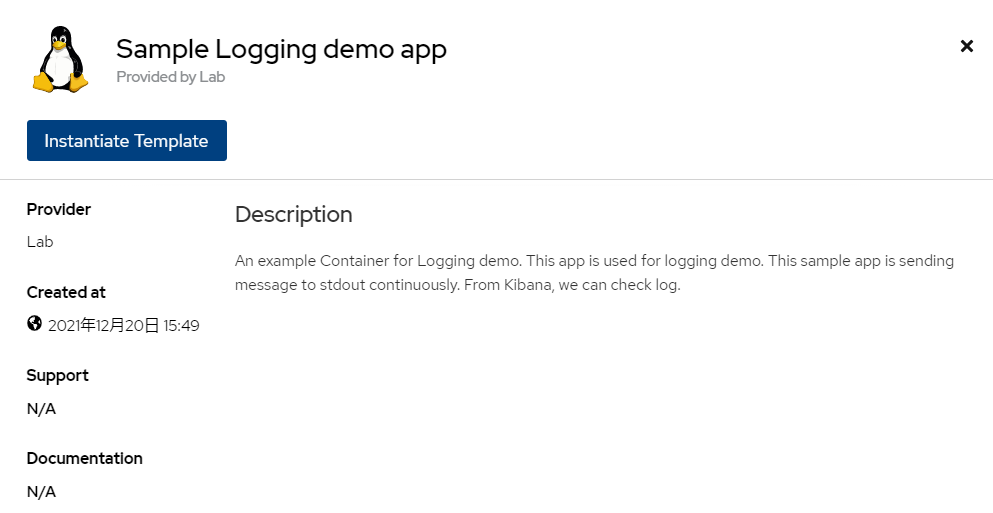 Sample Logging demo app
Provided by Lab
Instantiate Template
Provider
Lab
Created at
2021年12月20日 15:49
Support
N/A
Documentation
N/A
Description
An example Container for Logging demo. This app is used for logging demo. This sample app is sending
message to stdout continuously. From Kibana, we can check log.